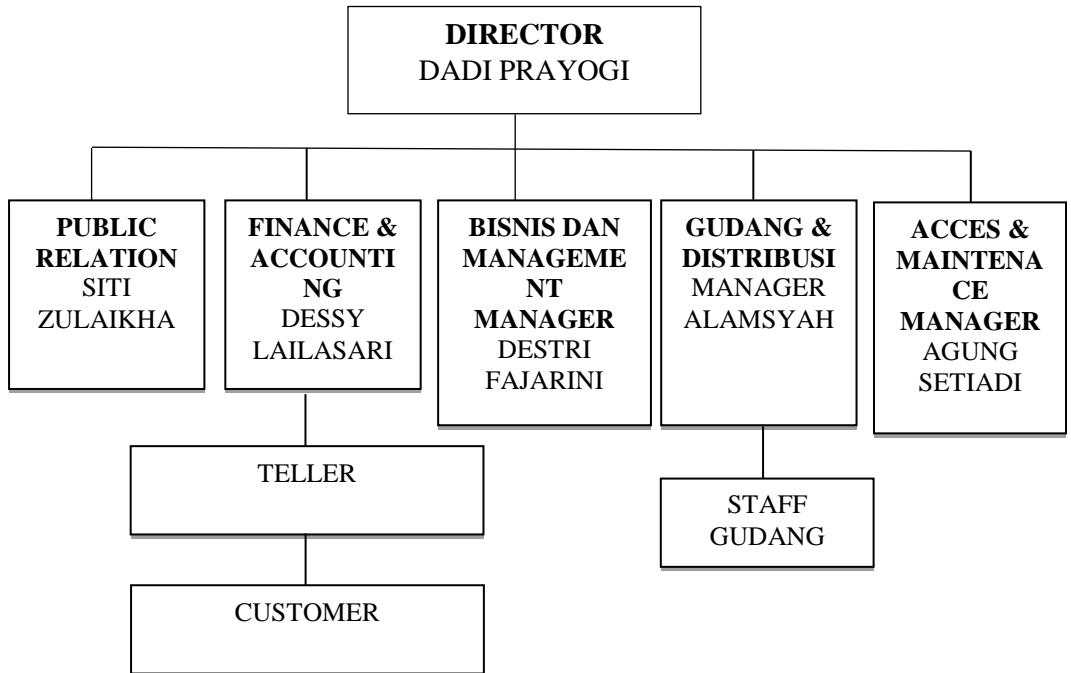 DIRECTOR
DADI PRAYOGI
PUBLIC
RELATION
SITI
ZULAIKHA
FINANCE &
ACCOUNTI
NG
DESSY
LAILASARI
BISNIS DAN
MANAGEME
NT
MANAGER
DESTRI
FAJARINI
GUDANG &
DISTRIBUSI
MANAGER
ALAMSYAH
ACCES &
MAINTENA
CE
MANAGER
AGUNG
SETIADI
TELLER
STAFF
GUDANG
CUSTOMER